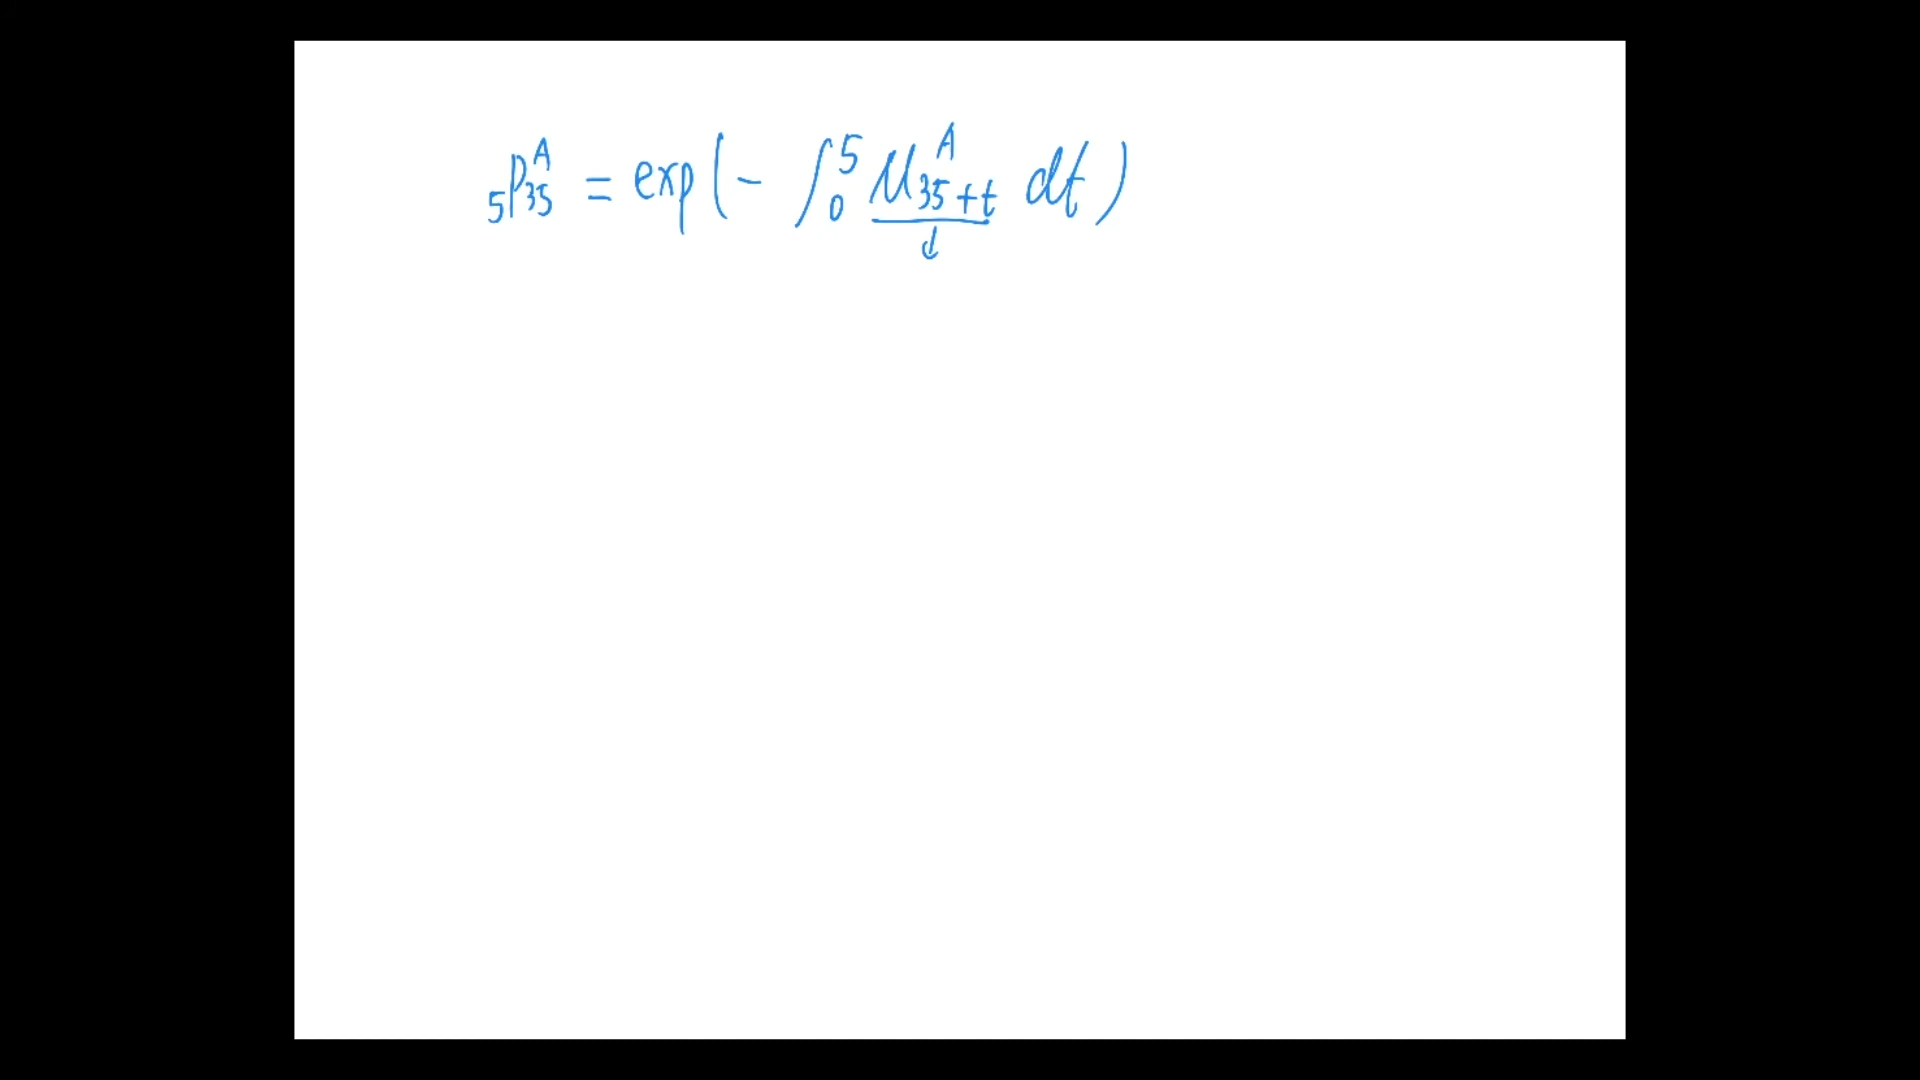 ₅p₃₅ᴬ = exp(- ∫₀⁵ μ₃₅₊ₜᴬ dt)
↓